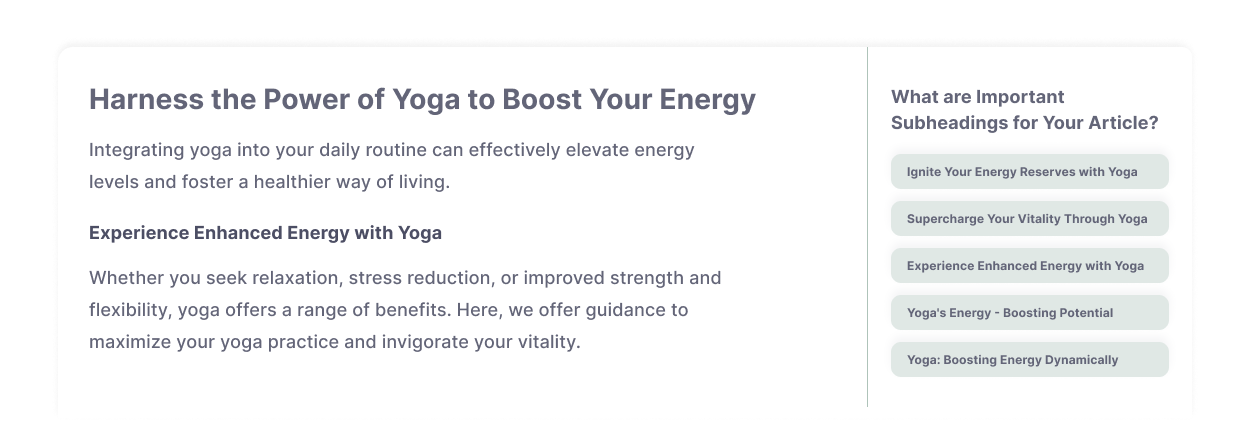 Harness the Power of Yoga to Boost Your Energy
Integrating yoga into your daily routine can effectively elevate energy
levels and foster a healthier way of living.
Experience Enhanced Energy with Yoga
Whether you seek relaxation, stress reduction, or improved strength and
flexibility, yoga offers a range of benefits. Here, we offer guidance to
maximize your yoga practice and invigorate your vitality.
What are Important
Subheadings for Your Article?
Ignite Your Energy Reserves with Yoga
Supercharge Your Vitality Through Yoga
Experience Enhanced Energy with Yoga
Yoga's Energy - Boosting Potential
Yoga: Boosting Energy Dynamically